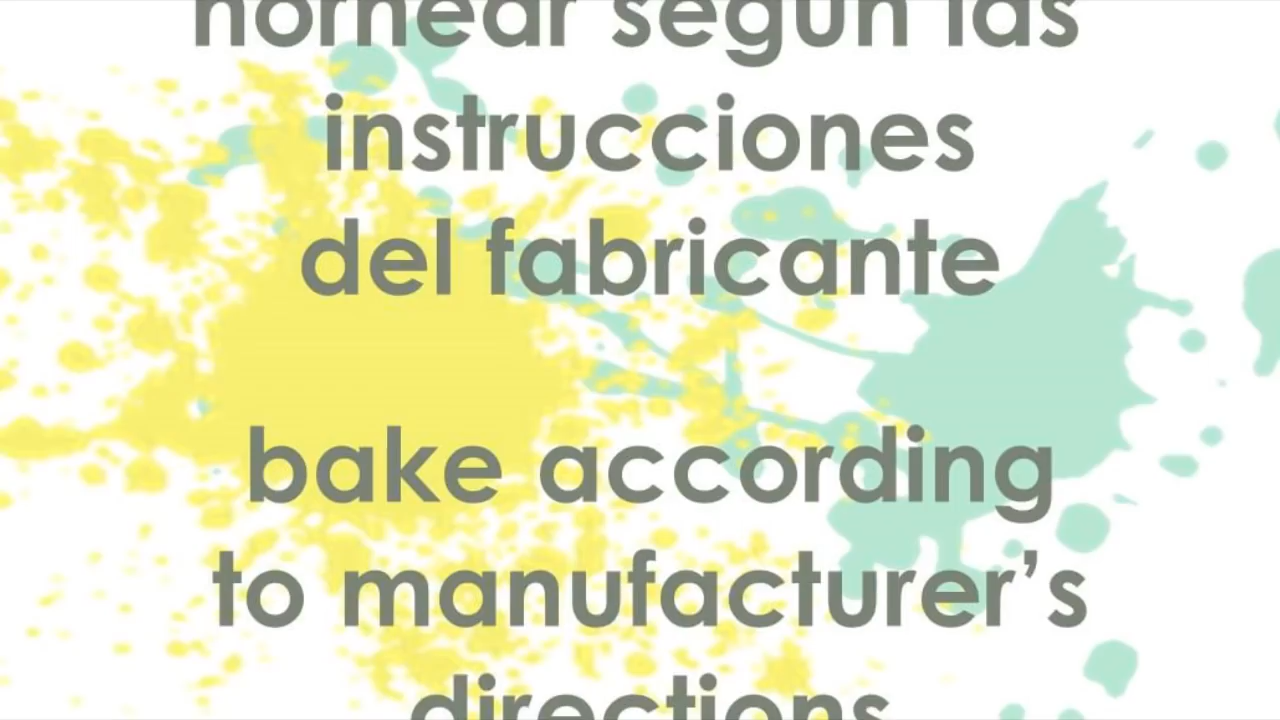 hornear según las
instrucciones
del fabricante
bake according
to manufacturer’s
directions